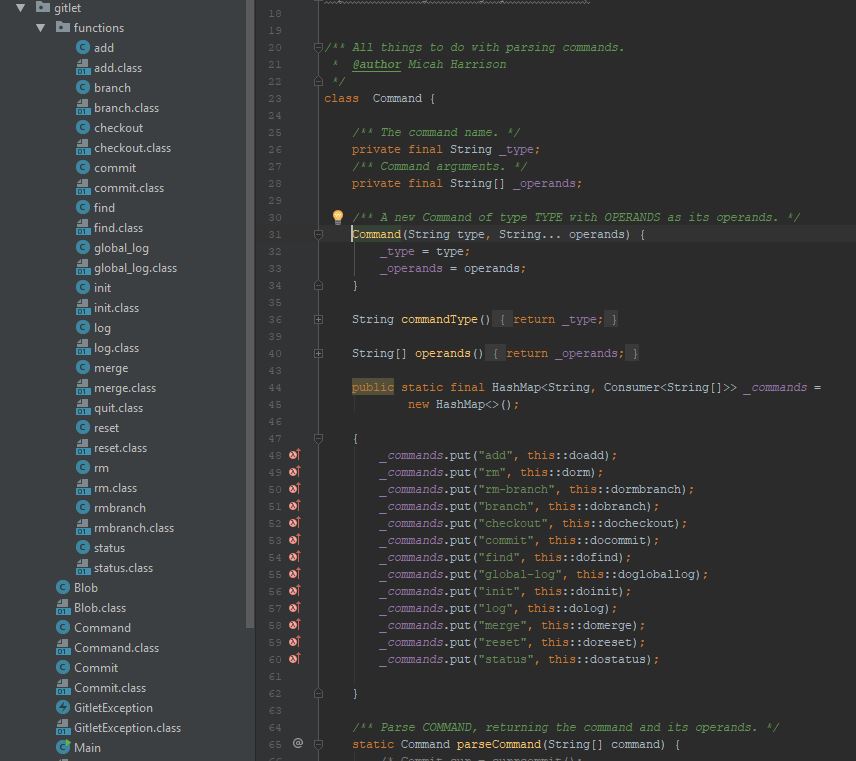 gitlet
functions
add
add.class
branch
branch.class
checkout
checkout.class
commit
commit.class
find
find.class
global_log
global_log.class
init
init.class
log
log.class
merge
merge.class
quit.class
reset
reset.class
rm
rm.class
rmbranch
rmbranch.class
status
status.class
Blob
Blob.class
Command
Command.class
Commit
Commit.class
GitletException
GitletException.class
Main
18
19
20 /** All things to do with parsing commands.
21 * @author Micah Harrison
22 */
23 class  Command {
24
25 /** The command name. */
26 private final String _type;
27 /** Command arguments. */
28 private final String[] _operands;
29
30 /** A new Command of type TYPE with OPERANDS as its operands. */
31 Command(String type, String... operands) {
32 _type = type;
33 _operands = operands;
34 }
35
36 String commandType() { return _type; }
39
40 String[] operands() { return _operands; }
43
44 public static final HashMap<String, Consumer<String[]>> _commands =
45 new HashMap<>();
46
47 {
48 _commands.put("add", this::doadd);
49 _commands.put("rm", this::dorm);
50 _commands.put("rm-branch", this::dormbranch);
51 _commands.put("branch", this::dobranch);
52 _commands.put("checkout", this::docheckout);
53 _commands.put("commit", this::docommit);
54 _commands.put("find", this::dofind);
55 _commands.put("global-log", this::dogloballog);
56 _commands.put("init", this::doinit);
57 _commands.put("log", this::dolog);
58 _commands.put("merge", this::domerge);
59 _commands.put("reset", this::doreset);
60 _commands.put("status", this::dostatus);
61
62 }
63
64 /** Parse COMMAND, returning the command and its operands. */
65 @ static Command parseCommand(String[] command) {